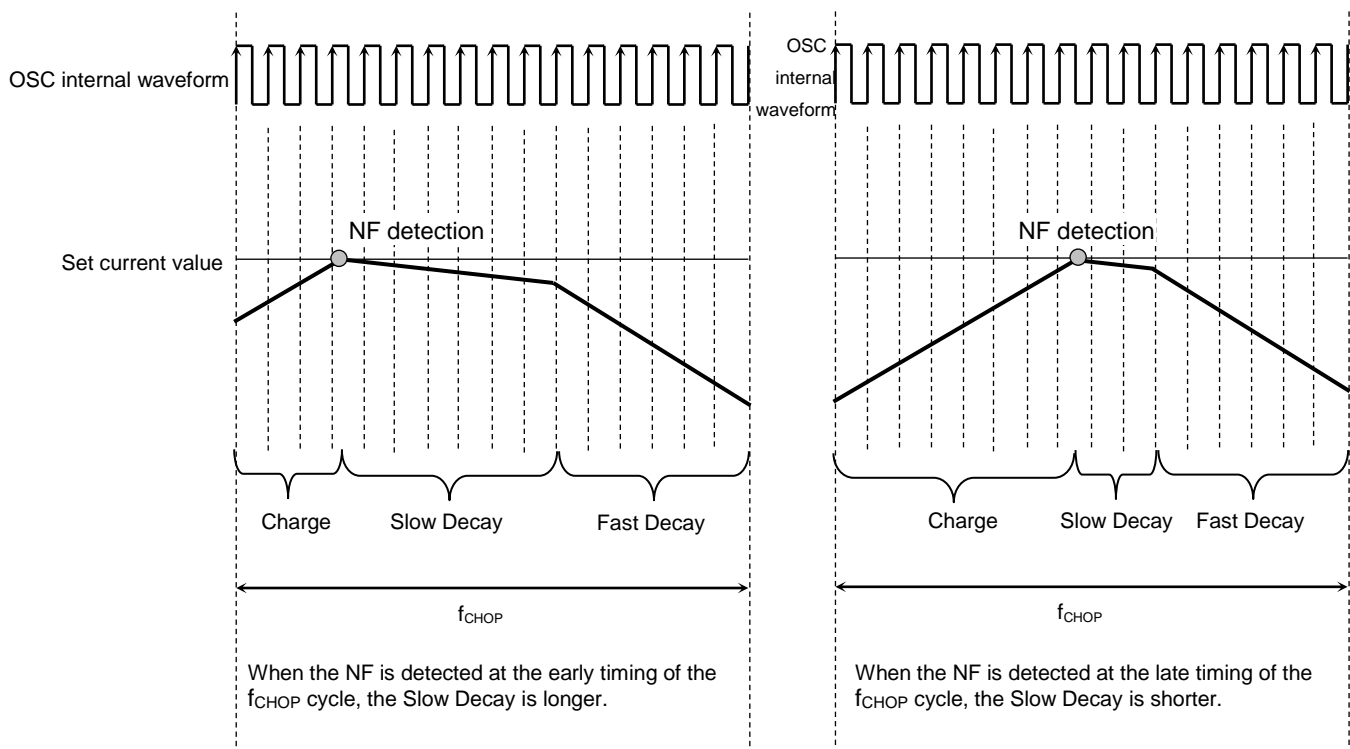 OSC internal waveform
NF detection
Set current value
Charge
Slow Decay
Fast Decay
fCHOP
When the NF is detected at the early timing of the
fCHOP cycle, the Slow Decay is longer.
OSC
internal
waveform
NF detection
Charge
Slow Decay
Fast Decay
fCHOP
When the NF is detected at the late timing of the
fCHOP cycle, the Slow Decay is shorter.